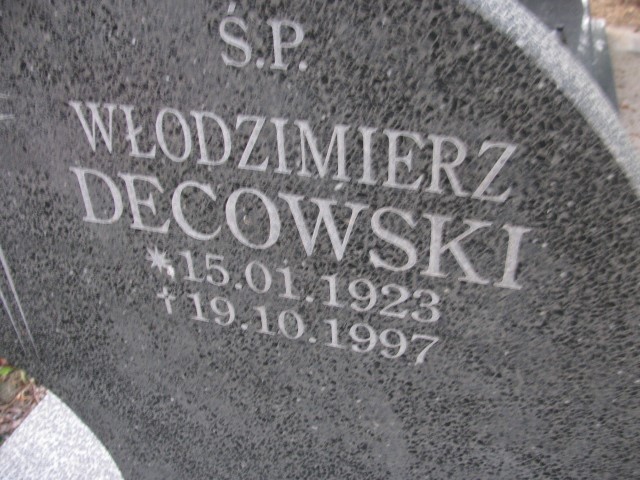 Ś.P.
WŁODZIMIERZ
DECOWSKI
* 15.01.1923
† 19.10.1997